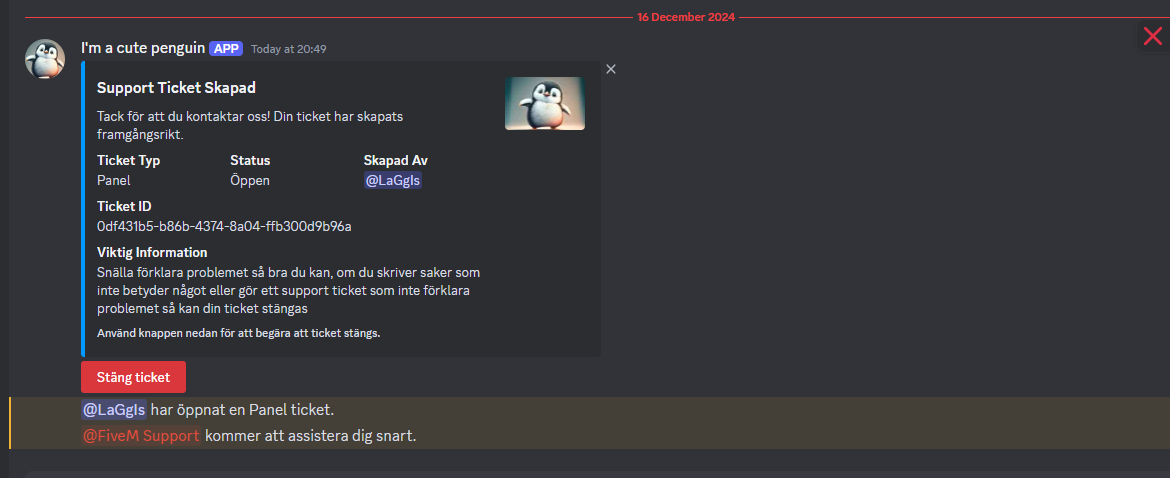 16 December 2024
I'm a cute penguin APP Today at 20:49
Support Ticket Skapad
Tack för att du kontaktar oss! Din ticket har skapats
framgångsrikt.
Ticket Typ Status Skapad Av
Panel Öppen @LaGgIs
Ticket ID
0df431b5-b86b-4374-8a04-ffb300d9b96a
Viktig Information
Snälla förklara problemet så bra du kan, om du skriver saker som
inte betyder något eller gör ett support ticket som inte förklara
problemet så kan din ticket stängas
Använd knappen nedan för att begära att ticket stängs.
Stäng ticket
@LaGgIs har öppnat en Panel ticket.
@FiveM Support kommer att assistera dig snart.